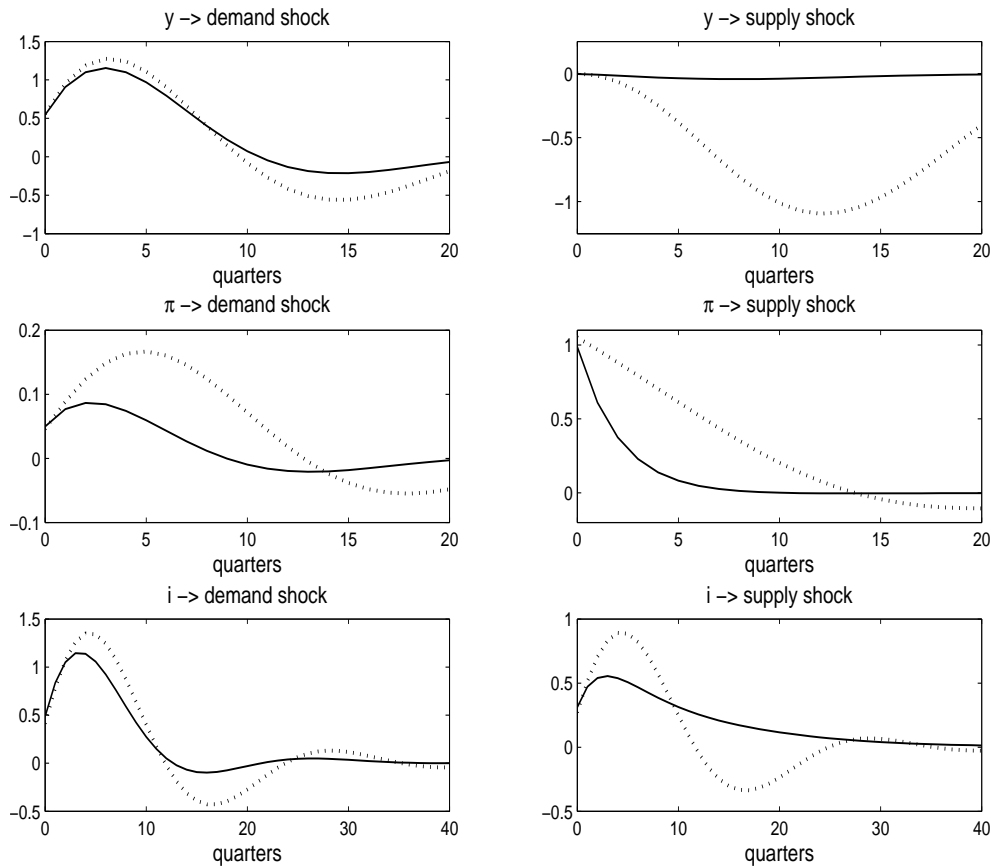 y −> demand shock
1.5
1
0.5
0
−0.5
−1
0 5 10 15 20
quarters
y −> supply shock
0
−0.5
−1
0 5 10 15 20
quarters
π −> demand shock
0.2
0.1
0
−0.1
0 5 10 15 20
quarters
π −> supply shock
1
0.5
0
0 5 10 15 20
quarters
i −> demand shock
1.5
1
0.5
0
−0.5
0 10 20 30 40
quarters
i −> supply shock
1
0.5
0
−0.5
0 10 20 30 40
quarters